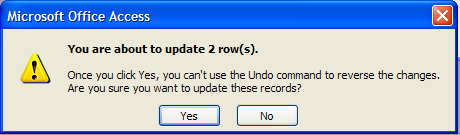 Microsoft Office Access
You are about to update 2 row(s).
Once you click Yes, you can't use the Undo command to reverse the changes.
Are you sure you want to update these records?
Yes No